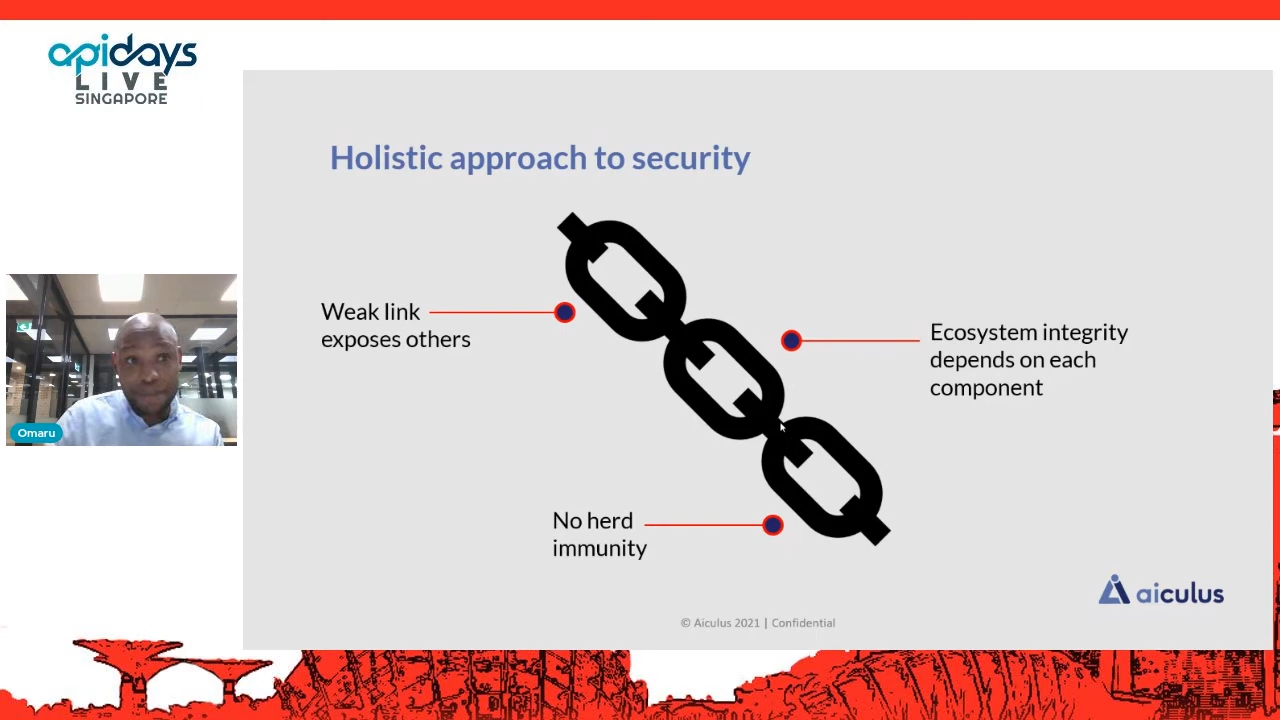 apidays
LIVE
SINGAPORE
Holistic approach to security
Weak link
exposes others
Ecosystem integrity
depends on each
component
No herd
immunity
Omaru
aiculus
© Aiculus 2021 | Confidential